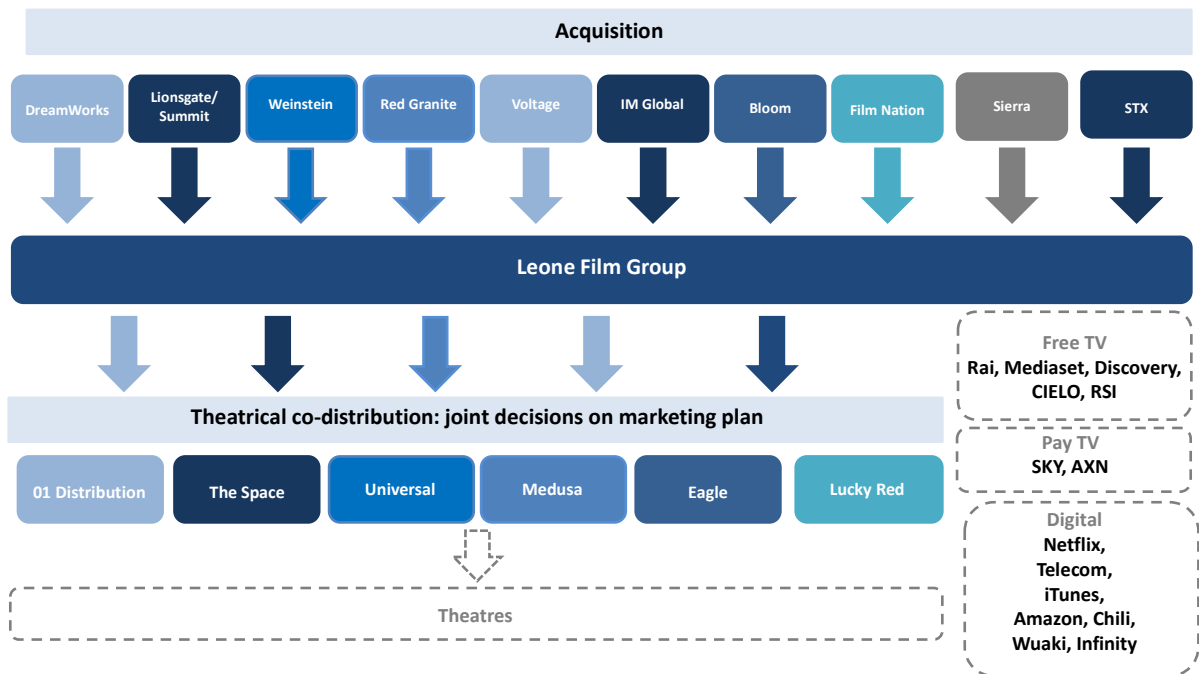 Acquisition
DreamWorks
Lionsgate/
Summit
Weinstein
Red Granite
Voltage
IM Global
Bloom
Film Nation
Sierra
STX
Leone Film Group
Theatrical co-distribution: joint decisions on marketing plan
01 Distribution
The Space
Universal
Medusa
Eagle
Lucky Red
Theatres
Free TV
Rai, Mediaset, Discovery,
CIELO, RSI
Pay TV
SKY, AXN
Digital
Netflix,
Telecom,
iTunes,
Amazon, Chili,
Wuaki, Infinity